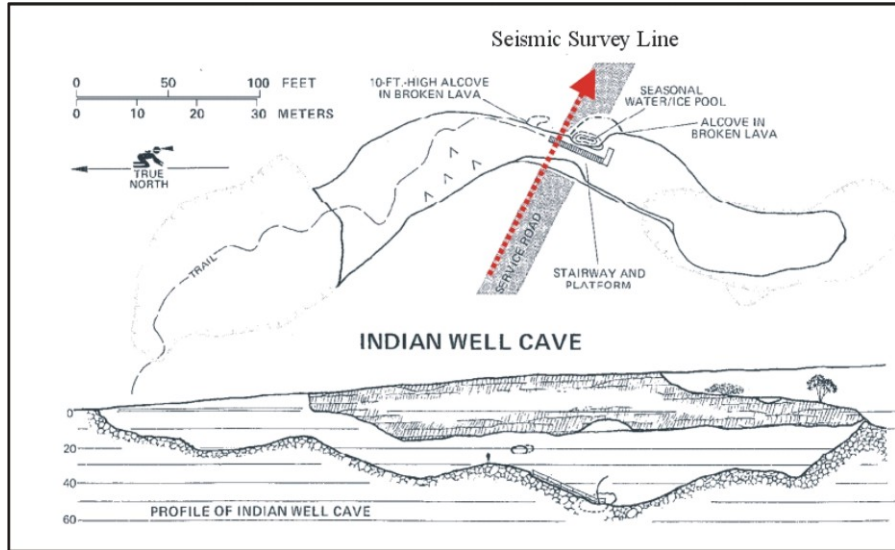 Seismic Survey Line
0 50 100 FEET
0 10 20 30 METERS
10-FT.-HIGH ALCOVE
IN BROKEN LAVA
SEASONAL
WATER/ICE POOL
ALCOVE IN
BROKEN LAVA
TRUE
NORTH
TRAIL
SERVICE ROAD
STAIRWAY AND
PLATFORM
INDIAN WELL CAVE
0
20
40
60
PROFILE OF INDIAN WELL CAVE